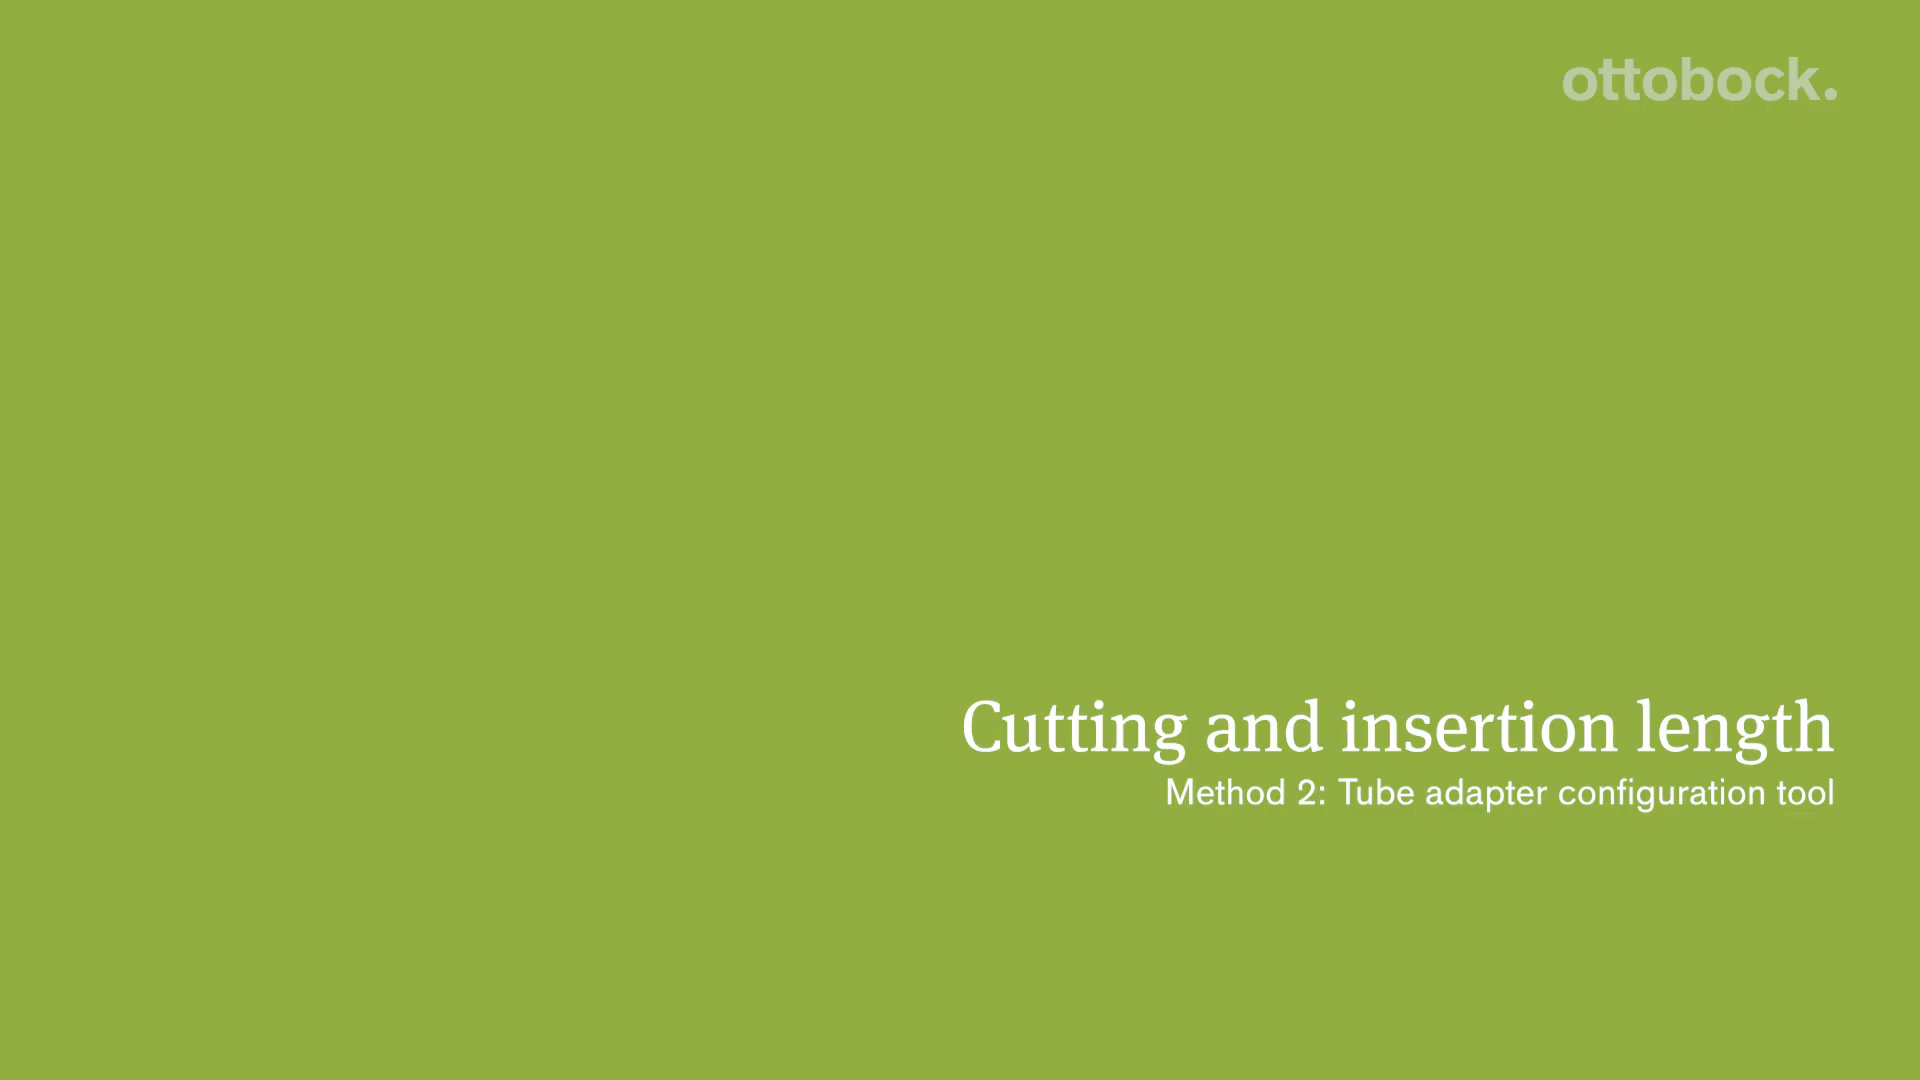 ottobock.
Cutting and insertion length
Method 2: Tube adapter configuration tool